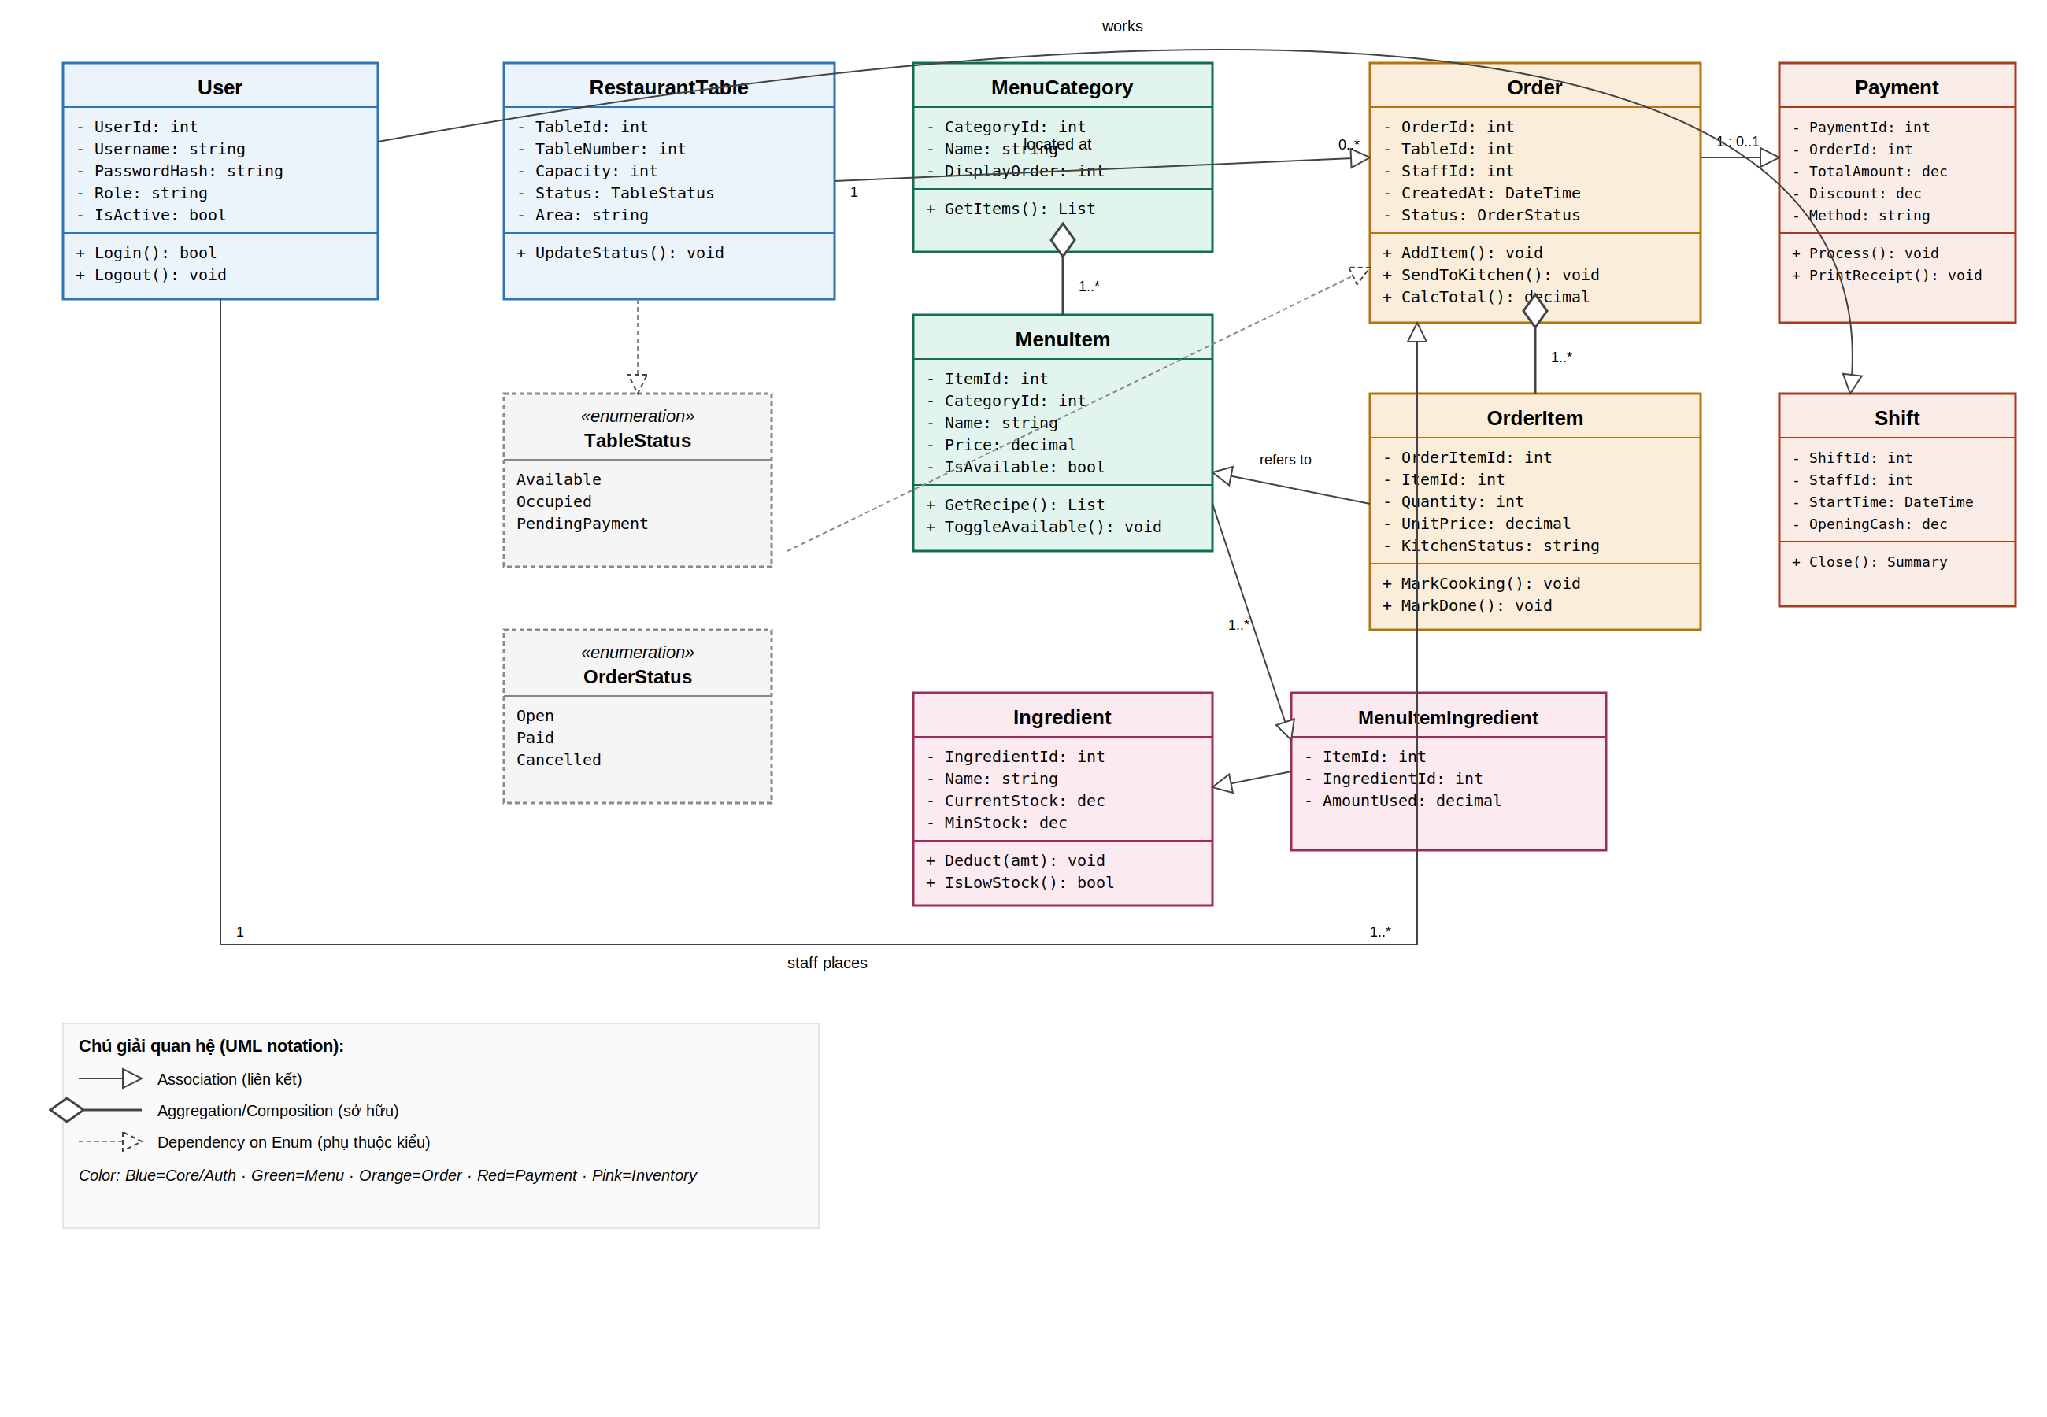 works
User
- UserId: int
- Username: string
- PasswordHash: string
- Role: string
- IsActive: bool
+ Login(): bool
+ Logout(): void
RestaurantTable
- TableId: int
- TableNumber: int
- Capacity: int
- Status: TableStatus
- Area: string
+ UpdateStatus(): void
1
located at
0..*
MenuCategory
- CategoryId: int
- Name: string
- DisplayOrder: int
+ GetItems(): List
1..*
Order
- OrderId: int
- TableId: int
- StaffId: int
- CreatedAt: DateTime
- Status: OrderStatus
+ AddItem(): void
+ SendToKitchen(): void
+ CalcTotal(): decimal
1..*
1 : 0..1
Payment
- PaymentId: int
- OrderId: int
- TotalAmount: dec
- Discount: dec
- Method: string
+ Process(): void
+ PrintReceipt(): void
«enumeration»
TableStatus
Available
Occupied
PendingPayment
MenuItem
- ItemId: int
- CategoryId: int
- Name: string
- Price: decimal
- IsAvailable: bool
+ GetRecipe(): List
+ ToggleAvailable(): void
refers to
1..*
OrderItem
- OrderItemId: int
- ItemId: int
- Quantity: int
- UnitPrice: decimal
- KitchenStatus: string
+ MarkCooking(): void
+ MarkDone(): void
Shift
- ShiftId: int
- StaffId: int
- StartTime: DateTime
- OpeningCash: dec
+ Close(): Summary
«enumeration»
OrderStatus
Open
Paid
Cancelled
Ingredient
- IngredientId: int
- Name: string
- CurrentStock: dec
- MinStock: dec
+ Deduct(amt): void
+ IsLowStock(): bool
MenuItemIngredient
- ItemId: int
- IngredientId: int
- AmountUsed: decimal
1
1..*
staff places
Chú giải quan hệ (UML notation):
Association (liên kết)
Aggregation/Composition (sở hữu)
Dependency on Enum (phụ thuộc kiểu)
Color: Blue=Core/Auth · Green=Menu · Orange=Order · Red=Payment · Pink=Inventory